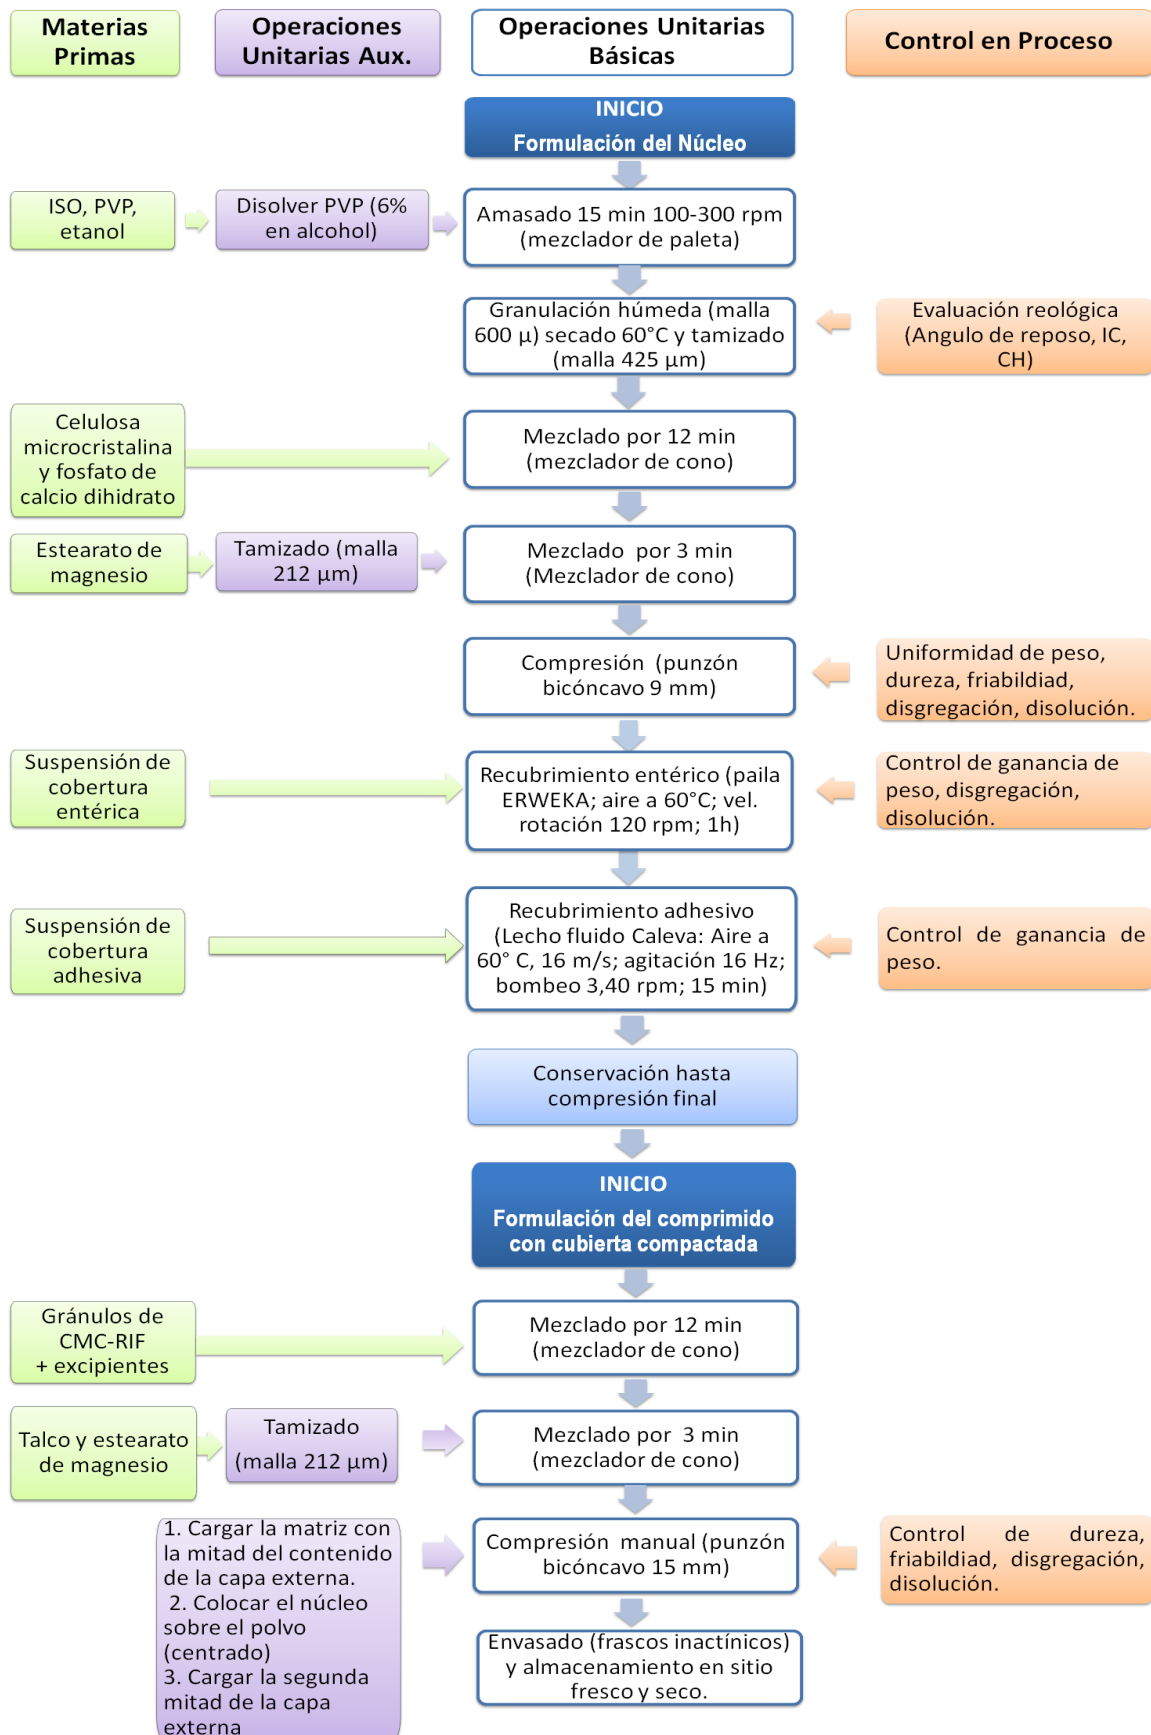 Materias
Primas
Operaciones
Unitarias Aux.
Operaciones Unitarias
Básicas
Control en Proceso
INICIO
Formulación del Núcleo
ISO, PVP,
etanol
Disolver PVP (6%
en alcohol)
Amasado 15 min 100-300 rpm
(mezclador de paleta)
Granulación húmeda (malla
600 µ) secado 60°C y tamizado
(malla 425 µm)
Evaluación reológica
(Angulo de reposo, IC,
CH)
Celulosa
microcristalina
y fosfato de
calcio dihidrato
Mezclado por 12 min
(mezclador de cono)
Estearato de
magnesio
Tamizado (malla
212 µm)
Mezclado por 3 min
(Mezclador de cono)
Compresión (punzón
bicóncavo 9 mm)
Uniformidad de peso,
dureza, friabildiad,
disgregación, disolución.
Suspensión de
cobertura
entérica
Recubrimiento entérico (paila
ERWEKA; aire a 60°C; vel.
rotación 120 rpm; 1h)
Control de ganancia de
peso, disgregación,
disolución.
Suspensión de
cobertura
adhesiva
Recubrimiento adhesivo
(Lecho fluido Caleva: Aire a
60° C, 16 m/s; agitación 16 Hz;
bombeo 3,40 rpm; 15 min)
Control de ganancia de
peso.
Conservación hasta
compresión final
INICIO
Formulación del comprimido
con cubierta compactada
Gránulos de
CMC-RIF
+ excipientes
Mezclado por 12 min
(mezclador de cono)
Talco y estearato
de magnesio
Tamizado
(malla 212 µm)
Mezclado por 3 min
(mezclador de cono)
1. Cargar la matriz con
la mitad del contenido
de la capa externa.
2. Colocar el núcleo
sobre el polvo
(centrado)
3. Cargar la segunda
mitad de la capa
externa
Compresión manual (punzón
bicóncavo 15 mm)
Control de dureza,
friabildiad, disgregación,
disolución.
Envasado (frascos inactínicos)
y almacenamiento en sitio
fresco y seco.